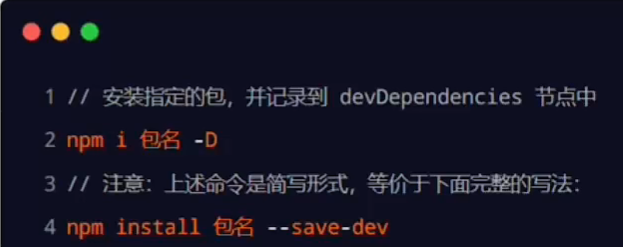 1 // 安装指定的包，并记录到 devDependencies 节点中
2 npm i 包名 -D
3 // 注意：上述命令是简写形式，等价于下面完整的写法：
4 npm install 包名 --save-dev